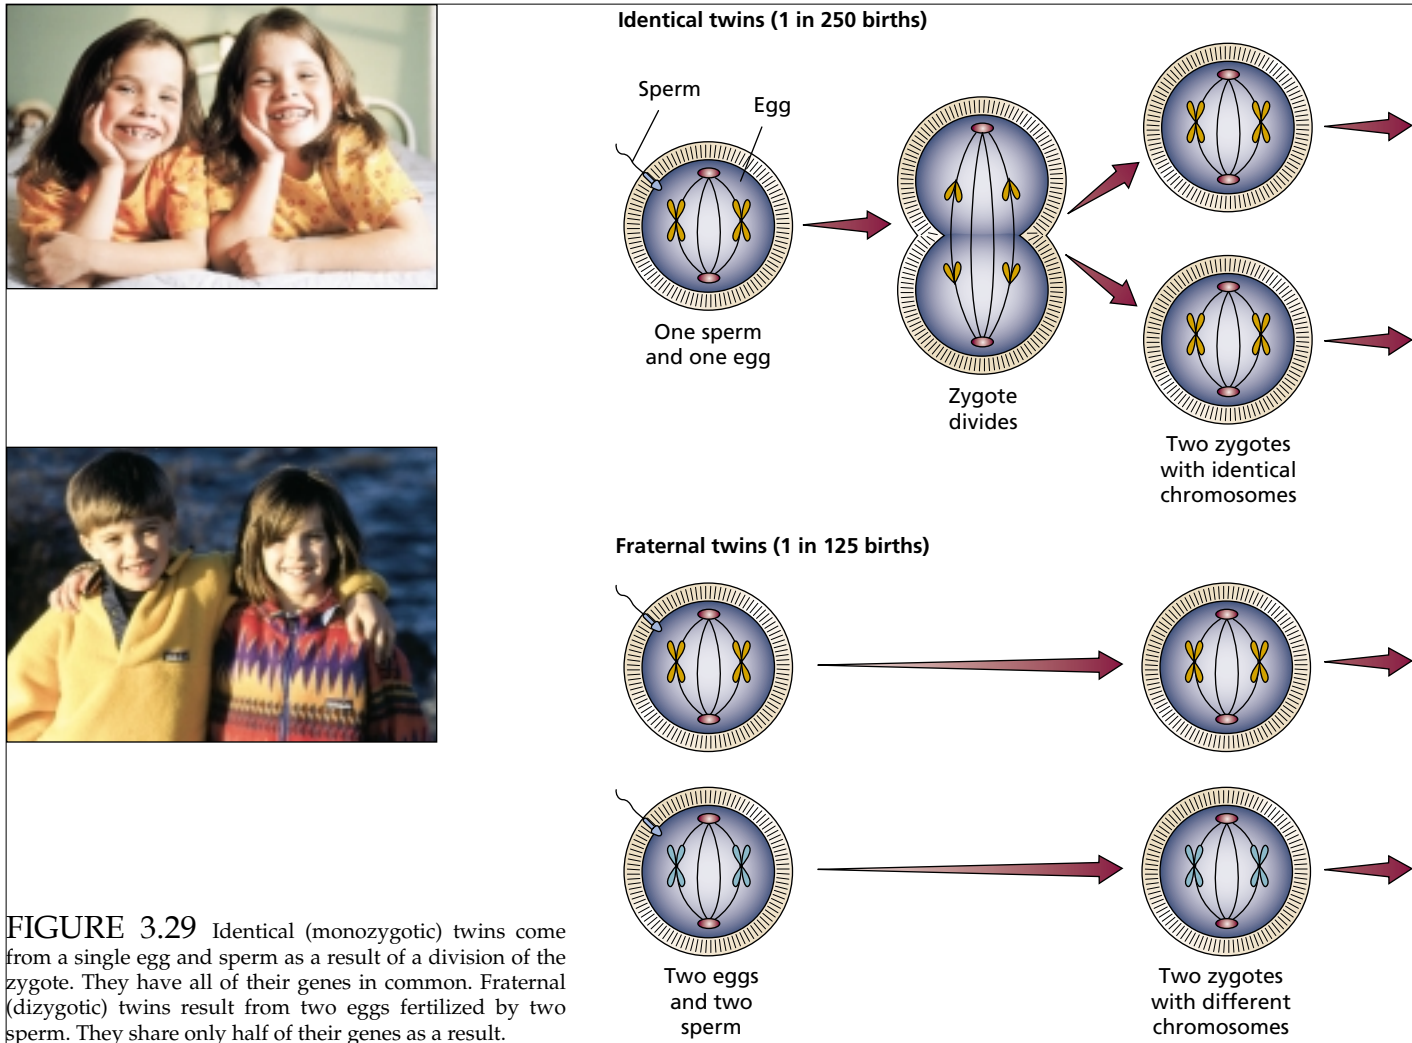 Identical twins (1 in 250 births)
Sperm
Egg
One sperm
and one egg
Zygote
divides
Two zygotes
with identical
chromosomes
Fraternal twins (1 in 125 births)
Two eggs
and two
sperm
Two zygotes
with different
chromosomes
FIGURE 3.29 Identical (monozygotic) twins come
from a single egg and sperm as a result of a division of the
zygote. They have all of their genes in common. Fraternal
(dizygotic) twins result from two eggs fertilized by two
sperm. They share only half of their genes as a result.